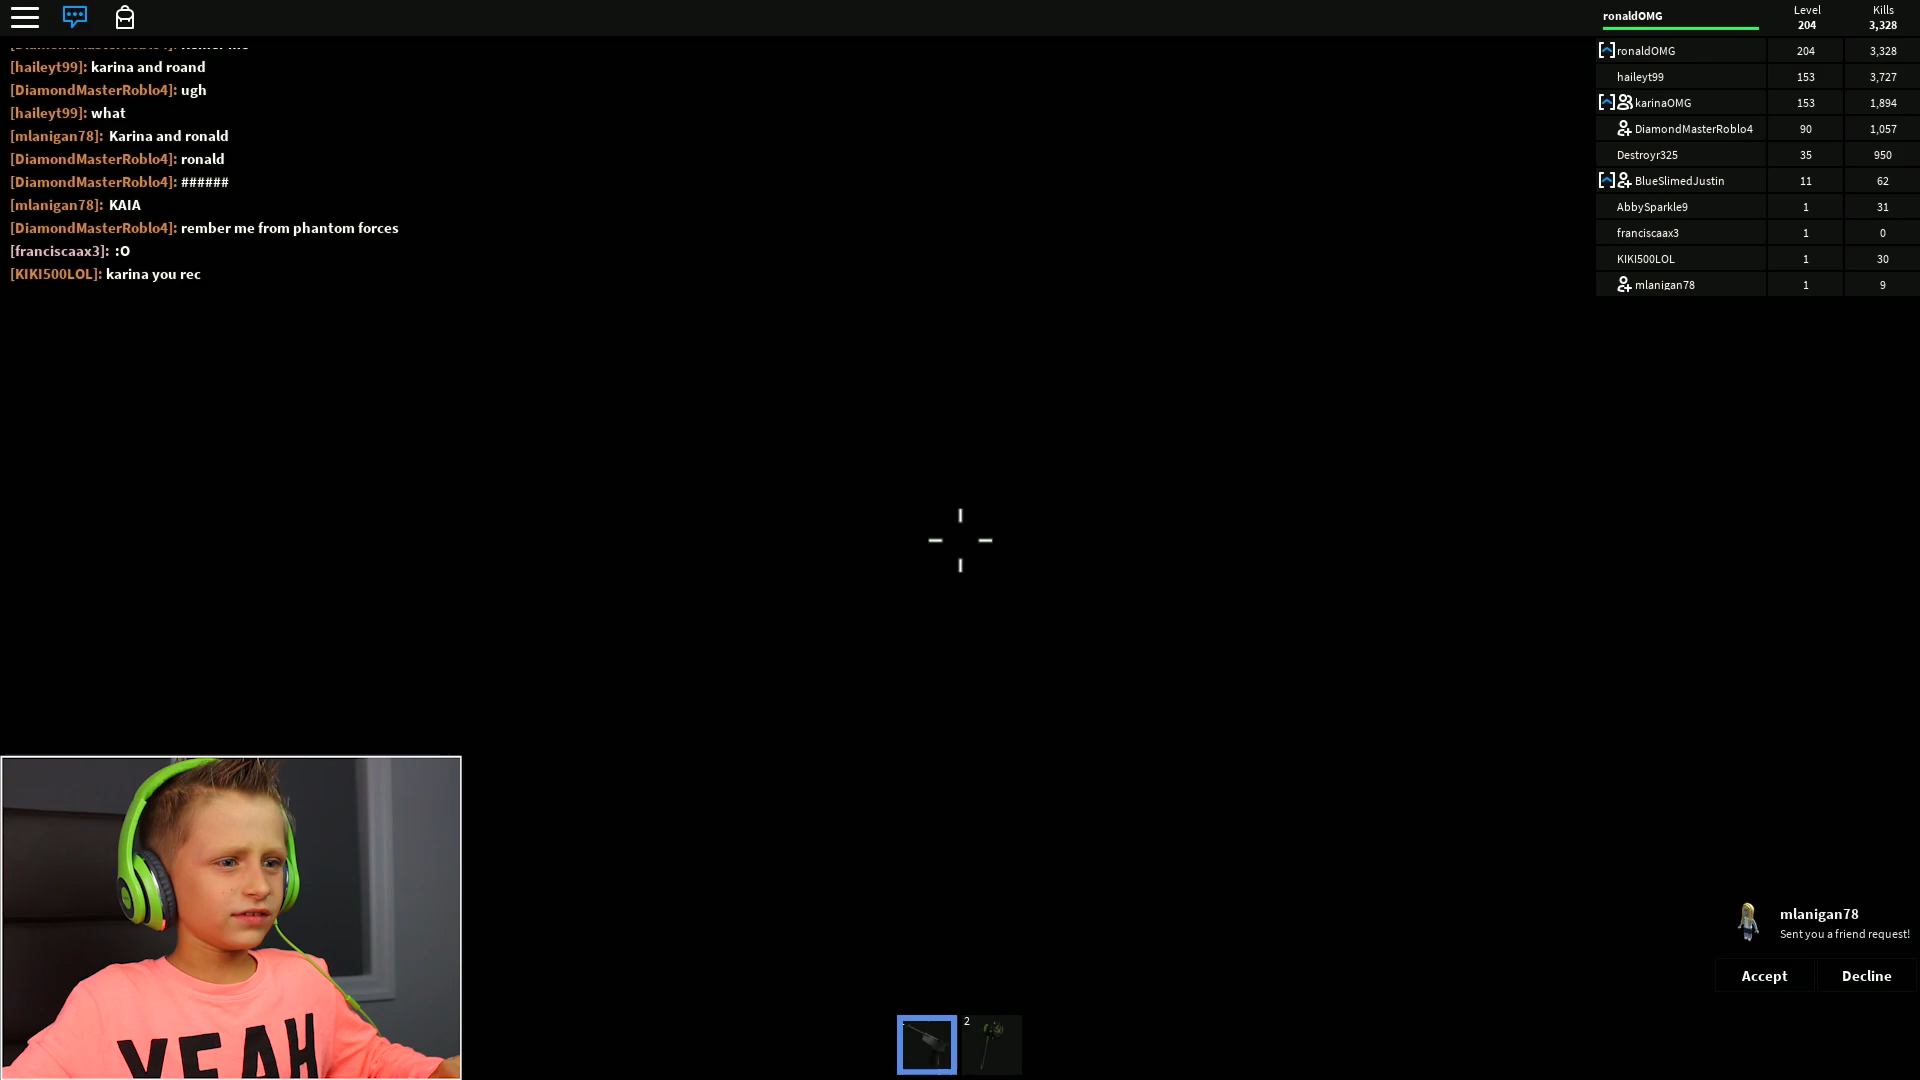 ronaldOMG
Level
204
Kills
3,328
[haileyt99]: karina and roand
[DiamondMasterRoblo4]: ugh
[haileyt99]: what
[mlanigan78]: Karina and ronald
[DiamondMasterRoblo4]: ronald
[DiamondMasterRoblo4]: ######
[mlanigan78]: KAIA
[DiamondMasterRoblo4]: rember me from phantom forces
[franciscaax3]: :O
[KIKI500LOL]: karina you rec
ronaldOMG 204 3,328
haileyt99 153 3,727
karinaOMG 153 1,894
DiamondMasterRoblo4 90 1,057
Destroyr325 35 950
BlueSlimedJustin 11 62
AbbySparkle9 1 31
franciscaax3 1 0
KIKI500LOL 1 30
mlanigan78 1 9
YEAH
mlanigan78
Sent you a friend request!
Accept Decline
2